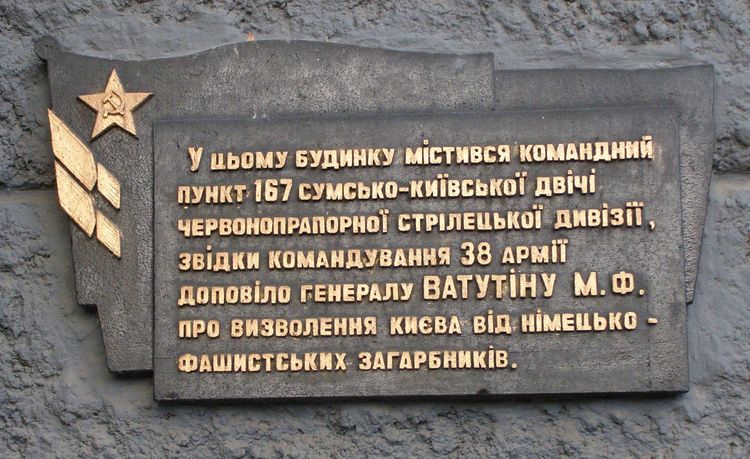 У цьому будинку містився командний
пункт 167 Сумсько-Київської двічі
Червонопрапорної стрілецької дивізії,
звідки командування 38 армії
доповіло генералу ВАТУТІНУ М.Ф.
про визволення Києва від німецько-
фашистських загарбників.